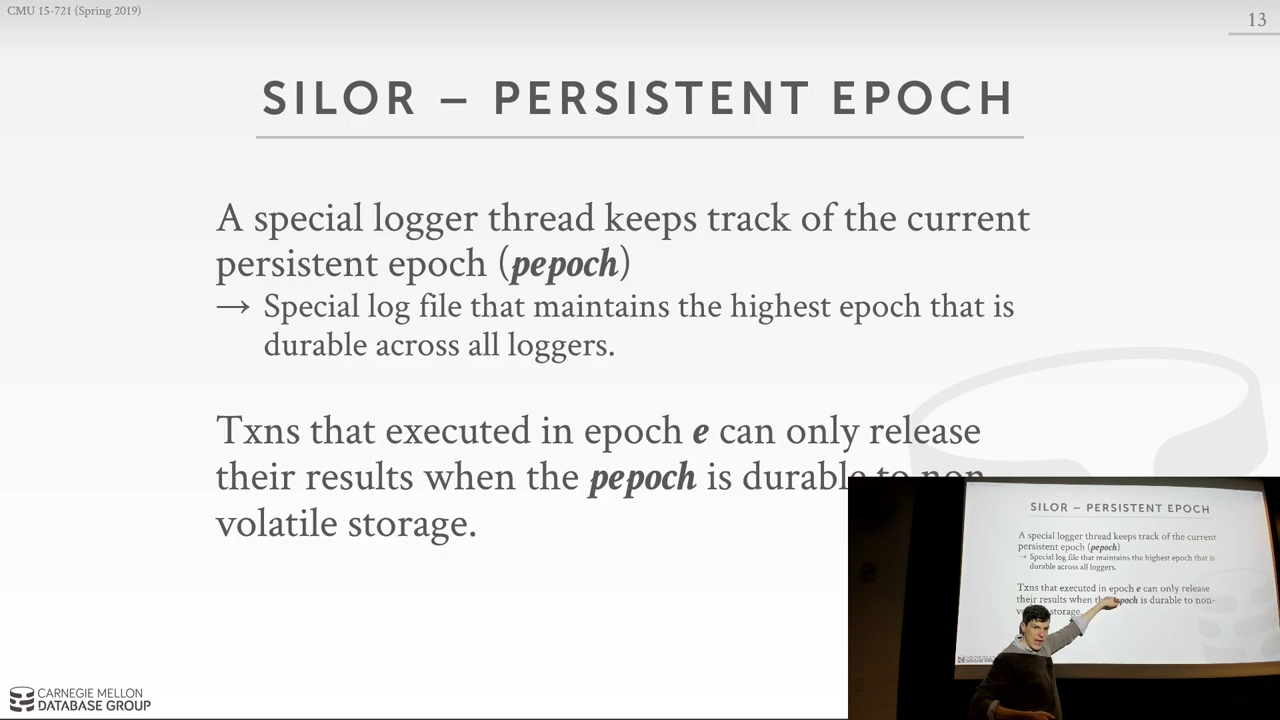 CMU 15-721 (Spring 2019)
13
SILOR – PERSISTENT EPOCH
A special logger thread keeps track of the current
persistent epoch (pepoch)
→ Special log file that maintains the highest epoch that is
durable across all loggers.
Txns that executed in epoch e can only release
their results when the pepoch is durable to non-
volatile storage.
CARNEGIE MELLON
DATABASE GROUP
SILOR – PERSISTENT EPOCH
A special logger thread keeps track of the current
persistent epoch (pepoch)
→ Special log file that maintains the highest epoch that is
durable across all loggers.
Txns that executed in epoch e can only release
their results when the pepoch is durable to non-
storage.